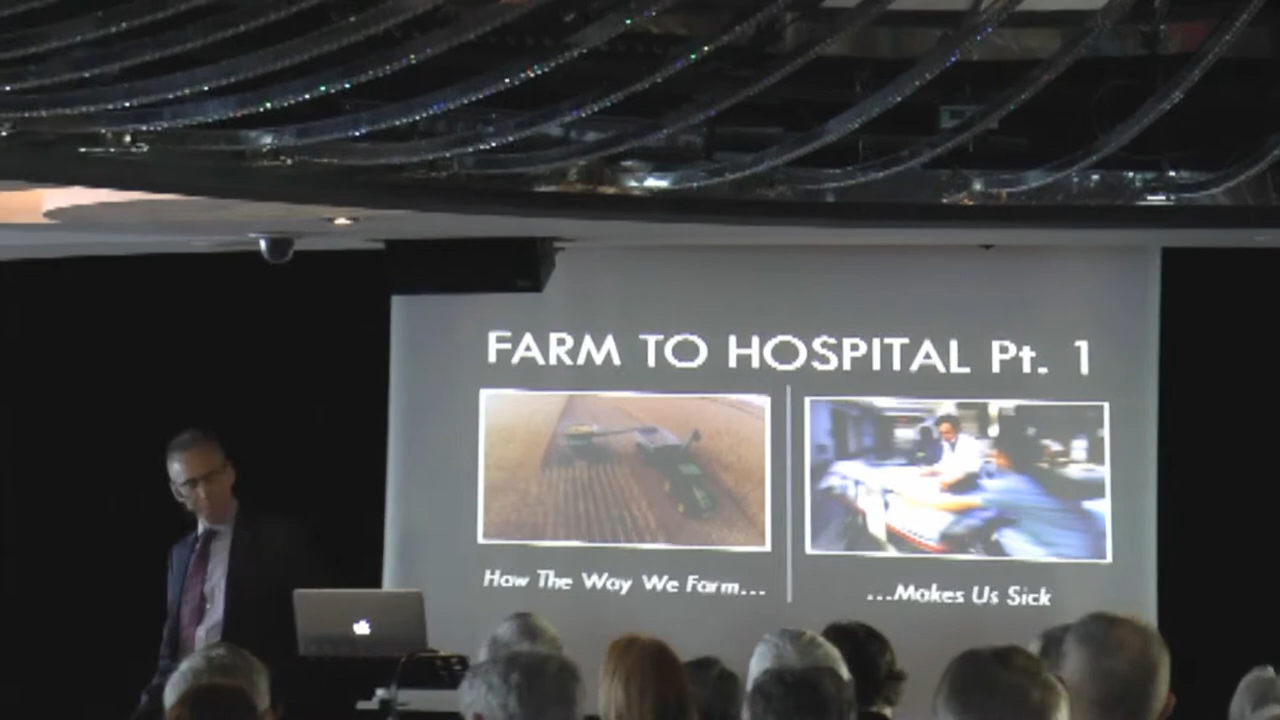 FARM TO HOSPITAL Pt. 1
How The Way We Farm...
...Makes Us Sick